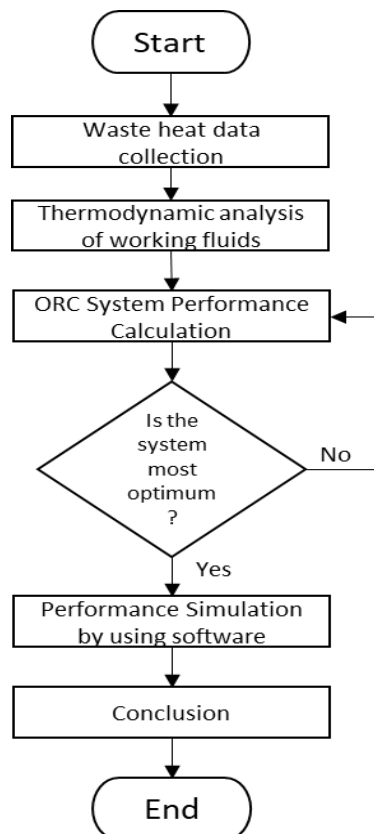 Start
Waste heat data
collection
Thermodynamic analysis
of working fluids
ORC System Performance
Calculation
Is the
system
most
optimum
?
No
Yes
Performance Simulation
by using software
Conclusion
End